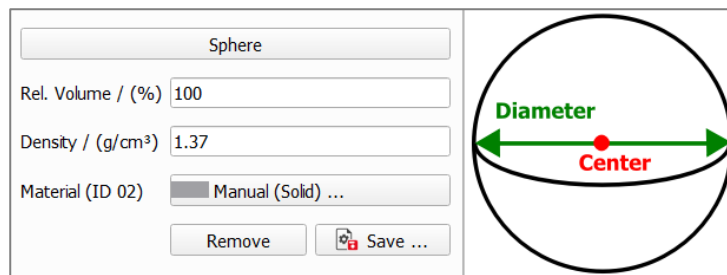 Sphere
Rel. Volume / (%) 100
Density / (g/cm³) 1.37
Material (ID 02) Manual (Solid) ...
Remove Save ...
Diameter
Center